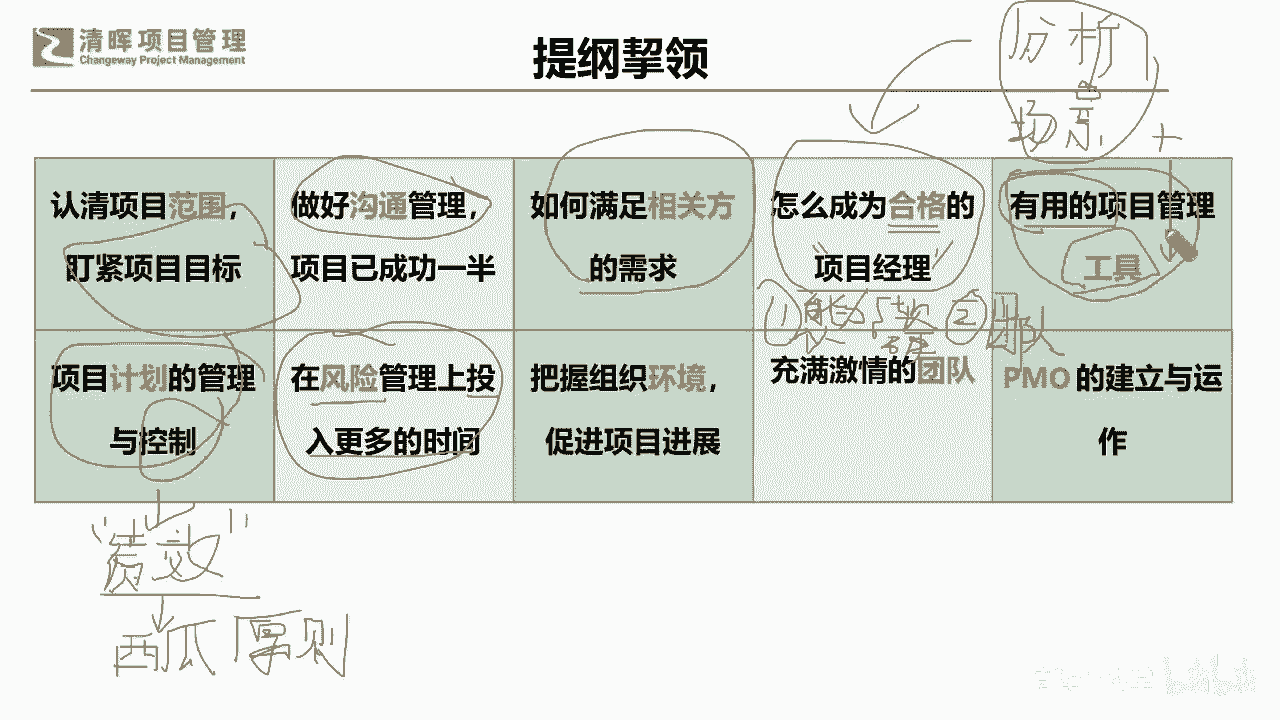 清晖项目管理
Changeway Project Management
提纲挈领
分析
场景
+
认清项目范围，
盯紧项目目标
做好沟通管理，
项目已成功一半
如何满足相关方
的需求
怎么成为合格的
“项目经理”
有用的项目管理
工具
① 能
② 团队
项目计划的管理
与控制
在风险管理上投
入更多的时间
把握组织环境，
促进项目进展
充满激情的团队
PMO 的建立与运
作
“绩效”
西瓜原则
bilibili